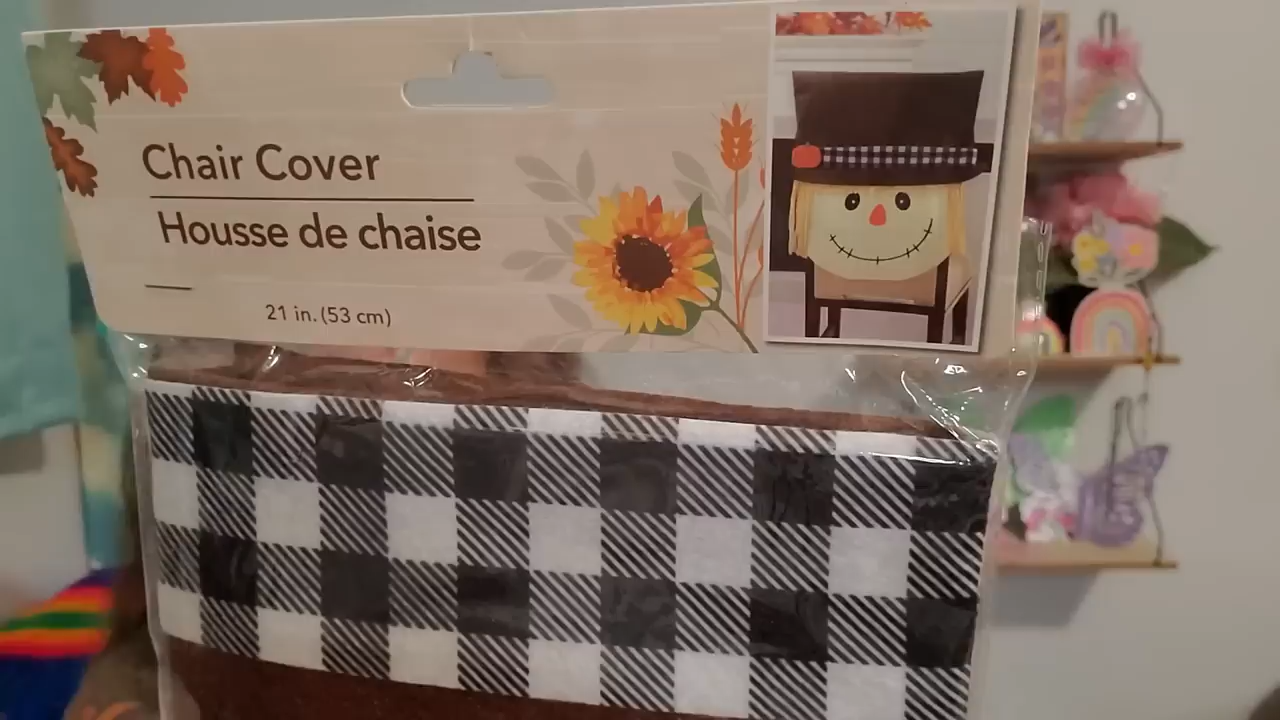 Chair Cover
Housse de chaise
21 in. (53 cm)